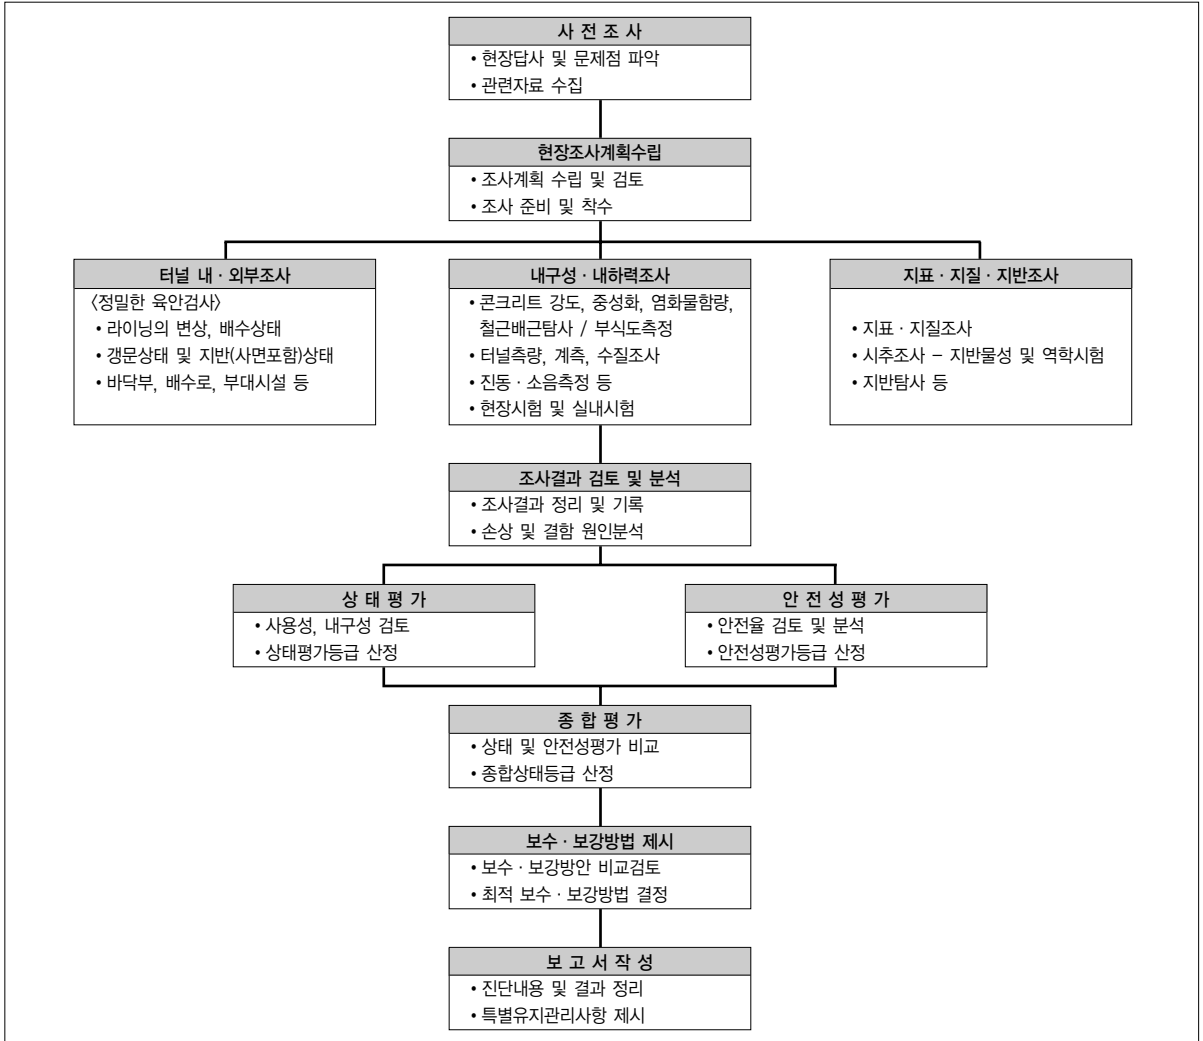 사 전 조 사
• 현장답사 및 문제점 파악
• 관련자료 수집
현장조사계획수립
• 조사계획 수립 및 검토
• 조사 준비 및 착수
터널 내 · 외부조사
〈정밀한 육안검사〉
• 라이닝의 변상, 배수상태
• 갱문상태 및 지반(사면포함)상태
• 바닥부, 배수로, 부대시설 등
내구성 · 내하력조사
• 콘크리트 강도, 중성화, 염화물함량,
철근배근탐사 / 부식도측정
• 터널측량, 계측, 수질조사
• 진동 · 소음측정 등
• 현장시험 및 실내시험
지표 · 지질 · 지반조사
• 지표 · 지질조사
• 시추조사 – 지반물성 및 역학시험
• 지반탐사 등
조사결과 검토 및 분석
• 조사결과 정리 및 기록
• 손상 및 결함 원인분석
상 태 평 가
• 사용성, 내구성 검토
• 상태평가등급 산정
안 전 성 평 가
• 안전율 검토 및 분석
• 안전성평가등급 산정
종 합 평 가
• 상태 및 안전성평가 비교
• 종합상태등급 산정
보수 · 보강방법 제시
• 보수 · 보강방안 비교검토
• 최적 보수 · 보강방법 결정
보 고 서 작 성
• 진단내용 및 결과 정리
• 특별유지관리사항 제시